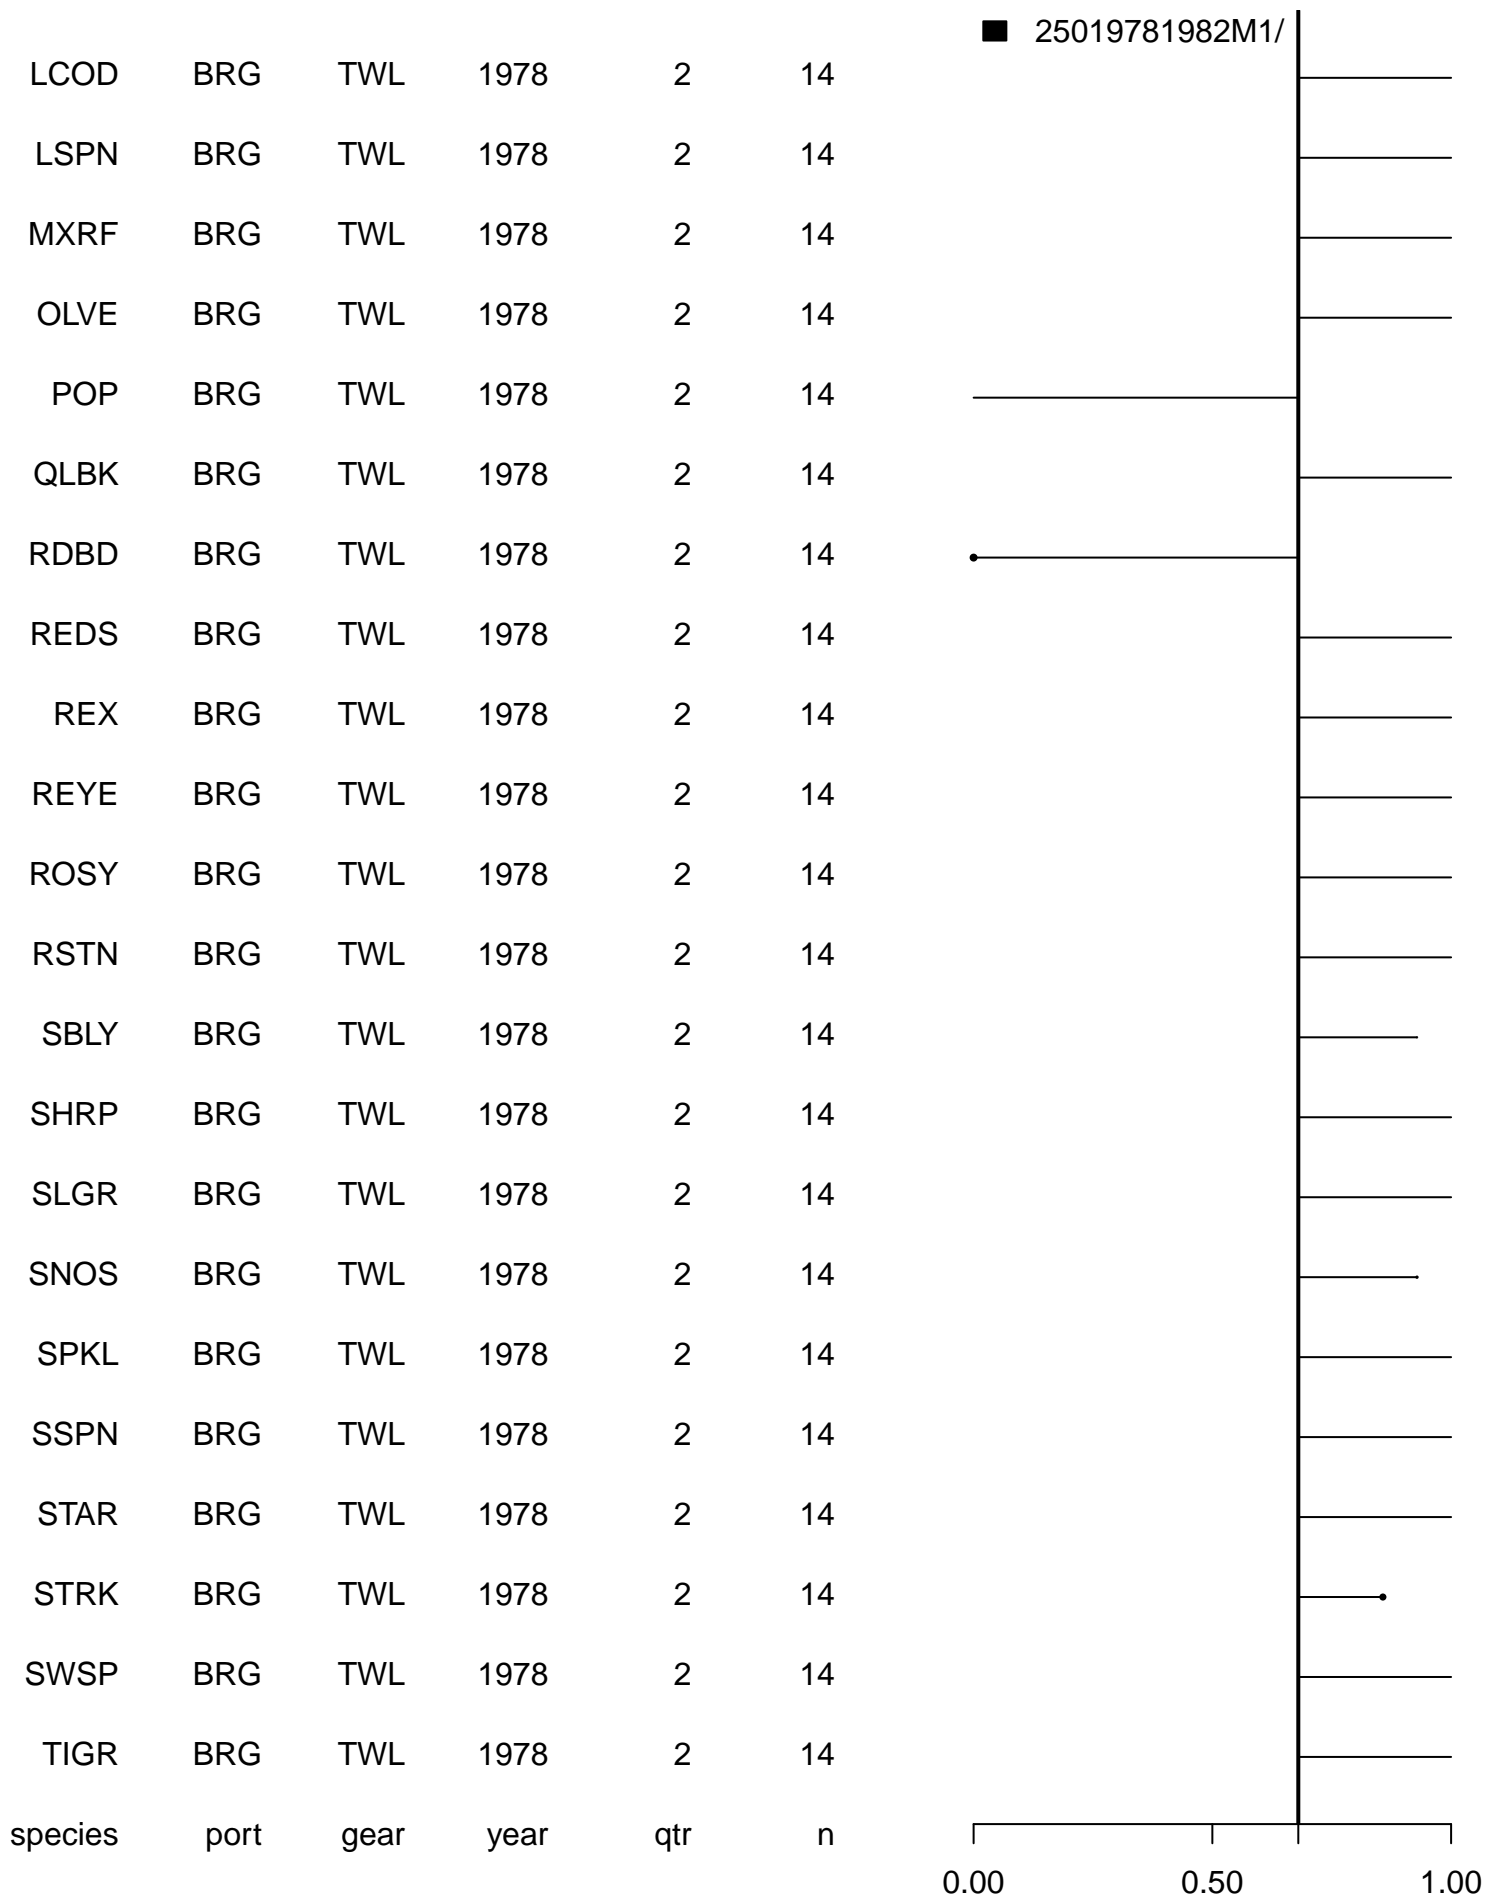 25019781982M1/
LCOD BRG TWL 1978 2 14
LSPN BRG TWL 1978 2 14
MXRF BRG TWL 1978 2 14
OLVE BRG TWL 1978 2 14
POP BRG TWL 1978 2 14
QLBK BRG TWL 1978 2 14
RDBD BRG TWL 1978 2 14
REDS BRG TWL 1978 2 14
REX BRG TWL 1978 2 14
REYE BRG TWL 1978 2 14
ROSY BRG TWL 1978 2 14
RSTN BRG TWL 1978 2 14
SBLY BRG TWL 1978 2 14
SHRP BRG TWL 1978 2 14
SLGR BRG TWL 1978 2 14
SNOS BRG TWL 1978 2 14
SPKL BRG TWL 1978 2 14
SSPN BRG TWL 1978 2 14
STAR BRG TWL 1978 2 14
STRK BRG TWL 1978 2 14
SWSP BRG TWL 1978 2 14
TIGR BRG TWL 1978 2 14
species port gear year qtr n
0.00 0.50 1.00